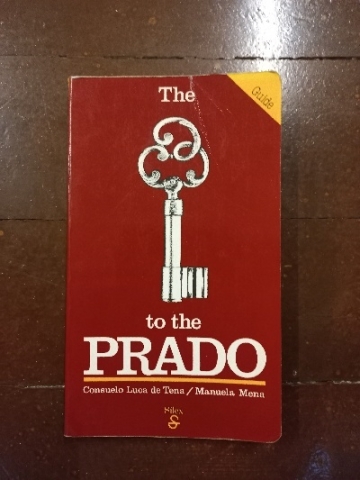 The
Guide
to the
PRADO
Consuelo Luca de Tena / Manuela Mena
Silex